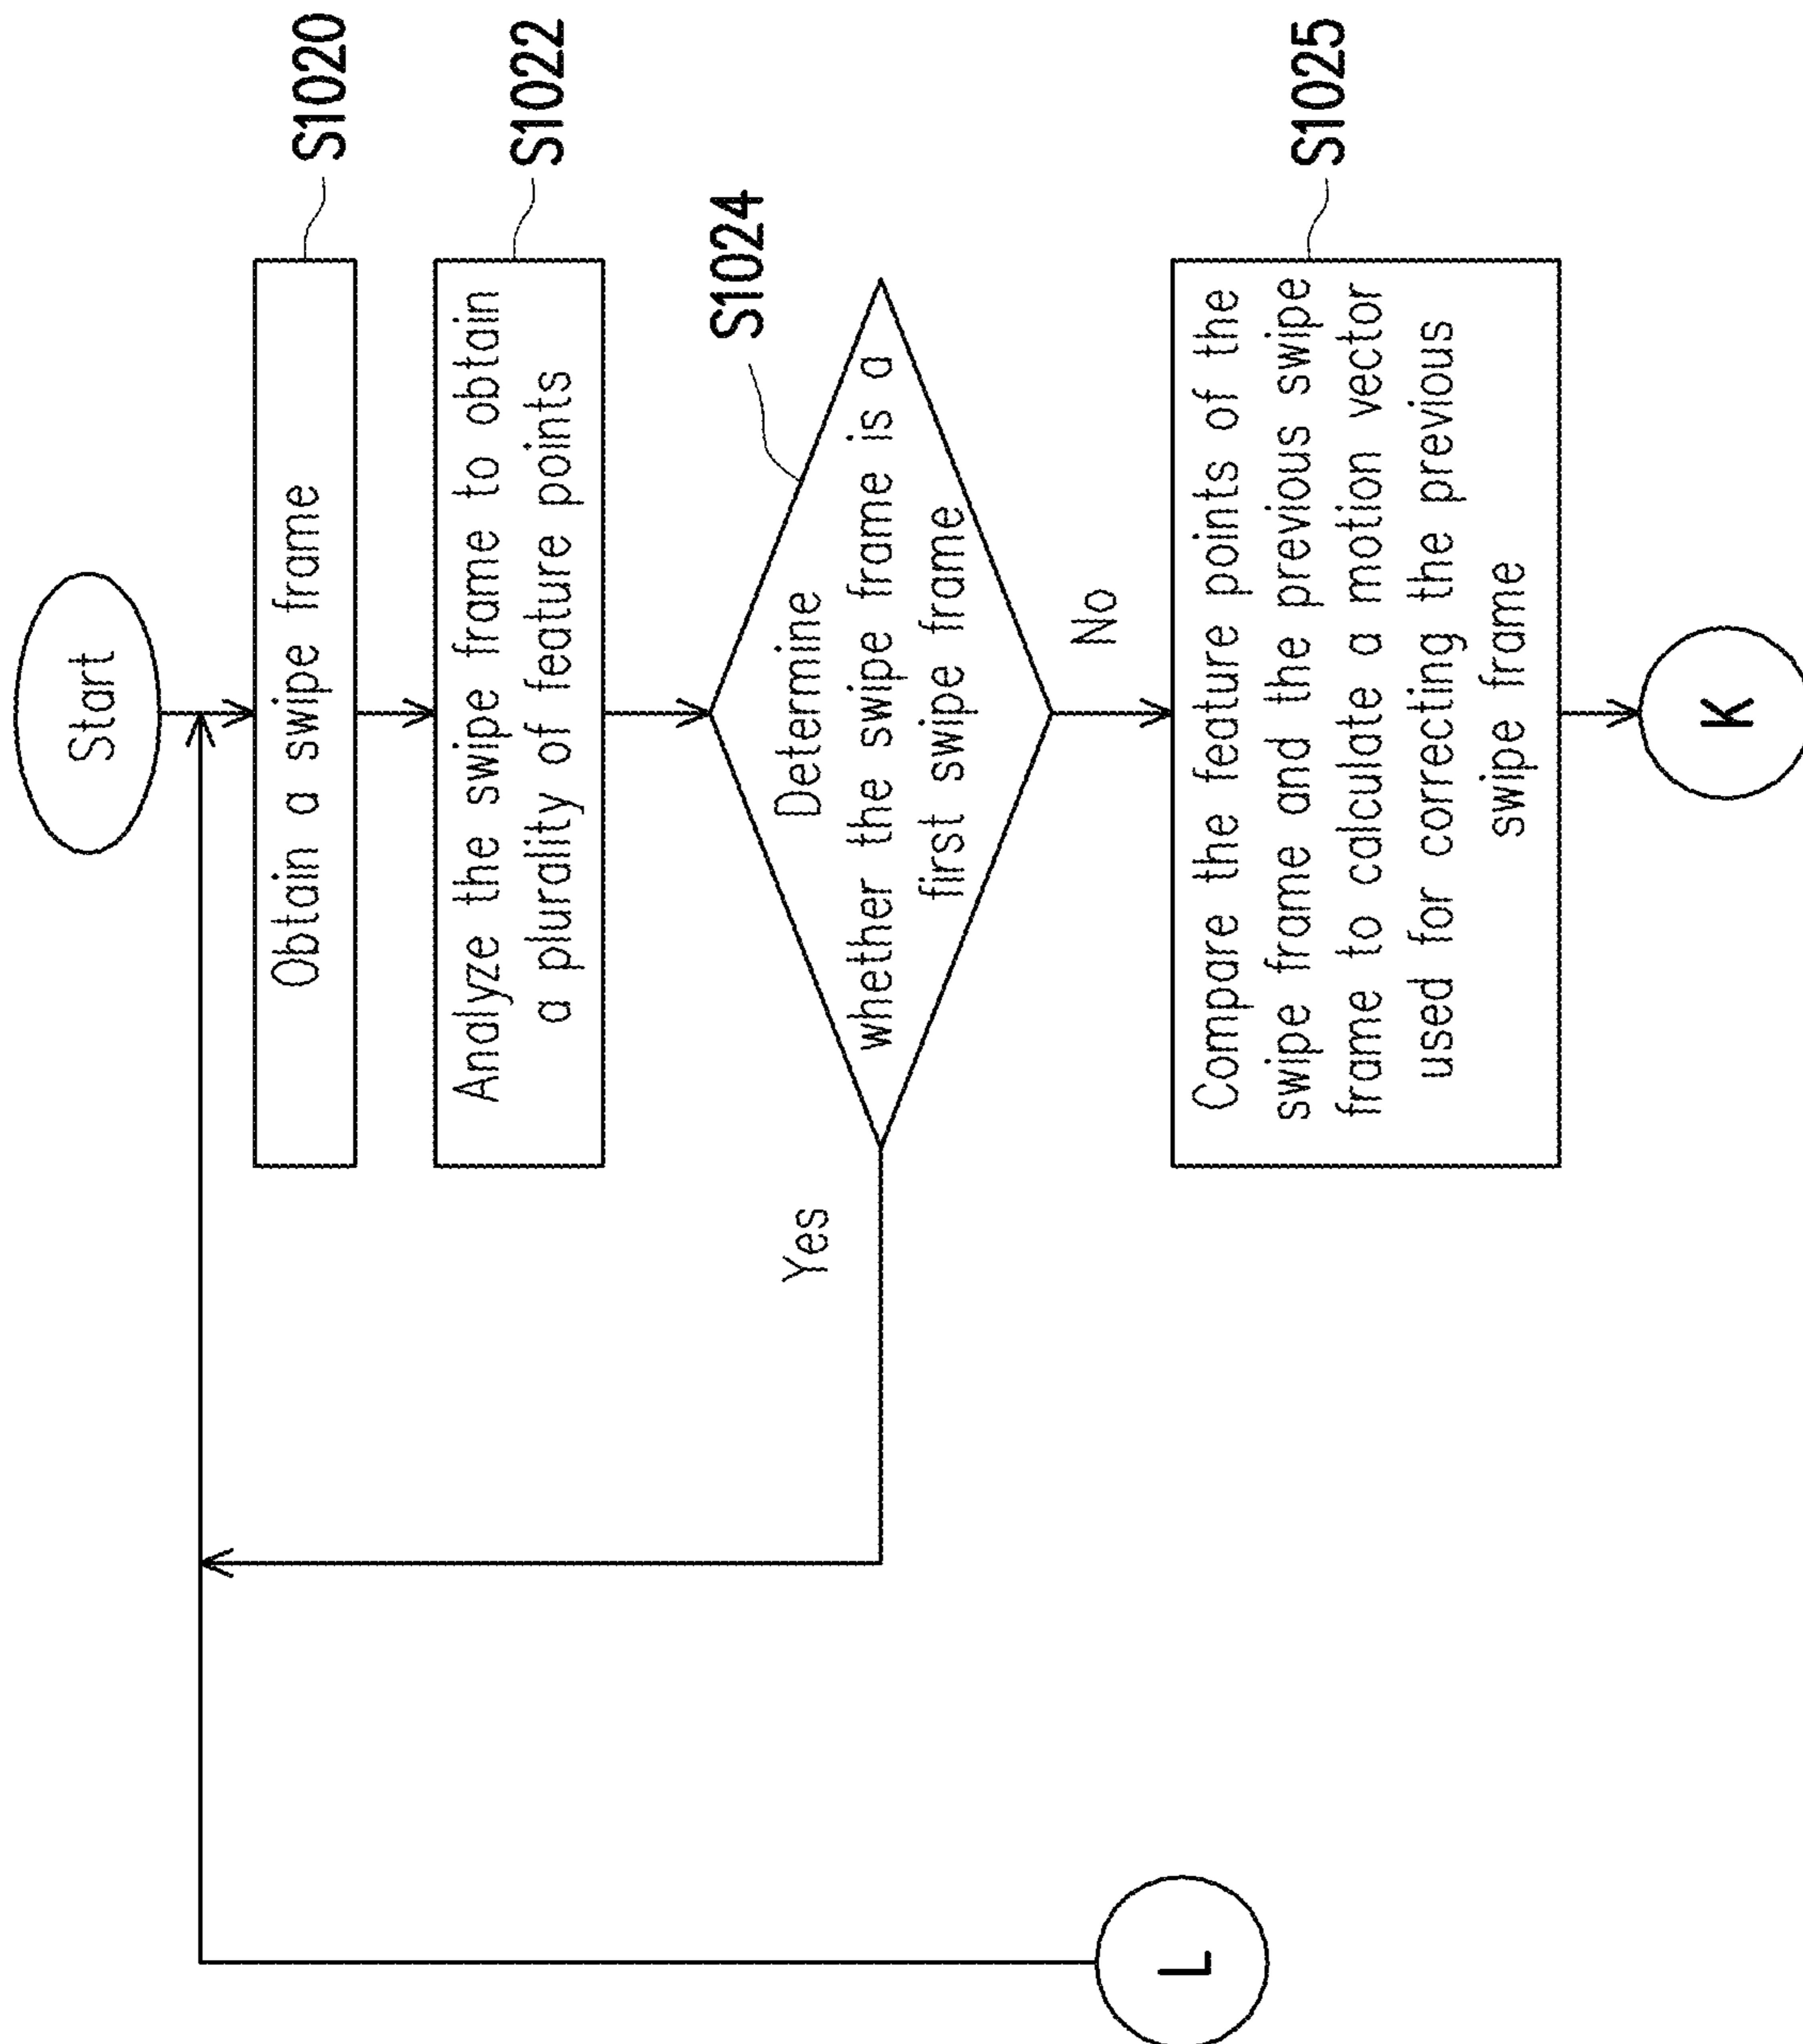 Start
Obtain a swipe frame
S1020
Analyze the swipe frame to obtain
a plurality of feature points
S1022
Determine
whether the swipe frame is a
first swipe frame
S1024
Yes
No
Compare the feature points of the
swipe frame and the previous swipe
frame to calculate a motion vector
used for correcting the previous
swipe frame
S1025
L
K